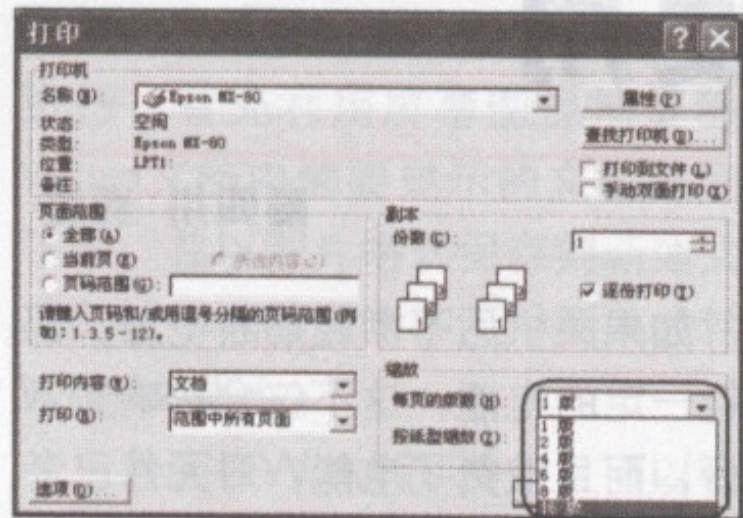 打印
打印机
名称(N): Epson MX-80 属性(P)
状态: 空闲
类型: Epson MX-80 查找打印机(D)...
位置: LPT1:
备注:
打印到文件(L)
手动双面打印(X)
页面范围
全部(A)
当前页(E) 所选内容(S)
页码范围(G):
请键入页码和/或用逗号分隔的页码范围(例
如: 1,3,5-12)。
副本
份数(C): 1
逐份打印(T)
打印内容(W): 文档
打印(R): 范围中所有页面
缩放
每页的版数(H): 1 版
1 版
2 版
4 版
6 版
8 版
16 版
按纸型缩放(Z):
选项(O)...